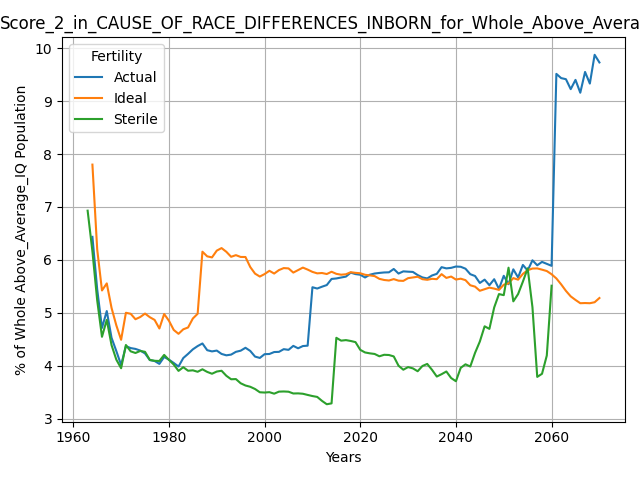 Score_2_in_CAUSE_OF_RACE_DIFFERENCES_INBORN_for_Whole_Above_Avera
Fertility
Actual
Ideal
Sterile
% of Whole Above_Average_IQ Population
10
9
8
7
6
5
4
3
1960 1980 2000 2020 2040 2060
Years